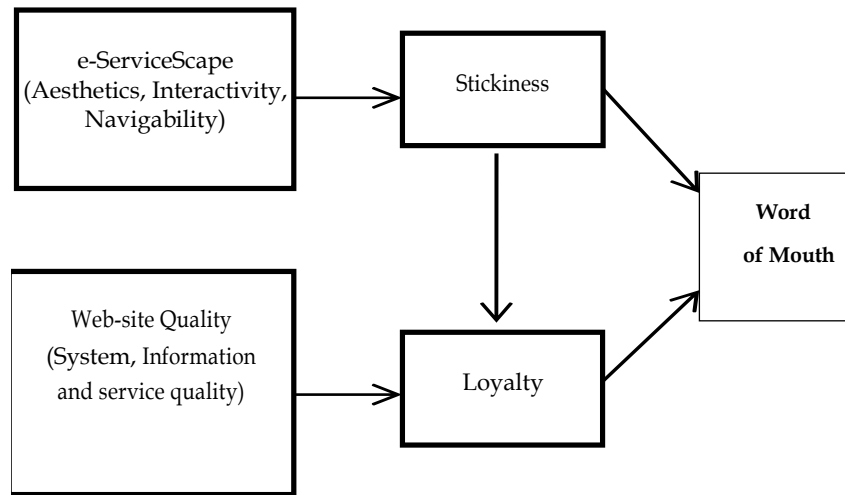 e-ServiceScape
(Aesthetics, Interactivity,
Navigability)
Stickiness
Word
of Mouth
Web-site Quality
(System, Information
and service quality)
Loyalty